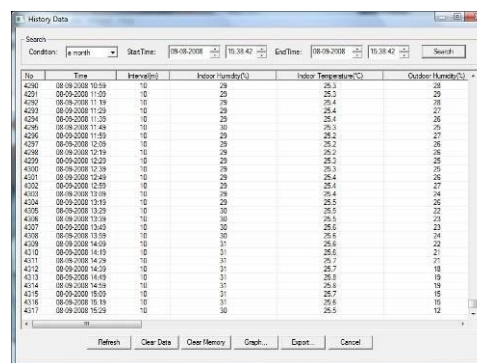 History Data
Search
Condition: a month StartTime: 09-08-2008 15:38:42 EndTime: 08-09-2008 15:38:42 Search
No Time Interval(m) Indoor Humidity(%) Indoor Temperature(°C) Outdoor Humidity(%)
4290 08-09-2008 10:59 10 29 25.3 28
4291 08-09-2008 11:09 10 29 25.3 29
4292 08-09-2008 11:19 10 29 25.4 28
4293 08-09-2008 11:29 10 29 25.4 27
4294 08-09-2008 11:39 10 29 25.4 26
4295 08-09-2008 11:49 10 30 25.3 25
4296 08-09-2008 11:59 10 29 25.2 27
4297 08-09-2008 12:09 10 29 25.2 26
4298 08-09-2008 12:19 10 29 25.2 26
4299 08-09-2008 12:29 10 29 25.3 25
4300 08-09-2008 12:39 10 29 25.3 25
4301 08-09-2008 12:49 10 29 25.4 26
4302 08-09-2008 12:59 10 29 25.4 27
4303 08-09-2008 13:09 10 29 25.4 24
4304 08-09-2008 13:19 10 29 25.5 26
4305 08-09-2008 13:29 10 30 25.5 22
4306 08-09-2008 13:39 10 30 25.5 23
4307 08-09-2008 13:49 10 30 25.6 23
4308 08-09-2008 13:59 10 30 25.6 24
4309 08-09-2008 14:09 10 31 25.6 22
4310 08-09-2008 14:19 10 31 25.6 21
4311 08-09-2008 14:29 10 31 25.7 21
4312 08-09-2008 14:39 10 31 25.7 18
4313 08-09-2008 14:49 10 31 25.8 19
4314 08-09-2008 14:59 10 31 25.8 19
4315 08-09-2008 15:09 10 31 25.7 15
4316 08-09-2008 15:19 10 31 25.6 15
4317 08-09-2008 15:29 10 30 25.5 12
Refresh Clear Data Clear Memory Graph... Export... Cancel